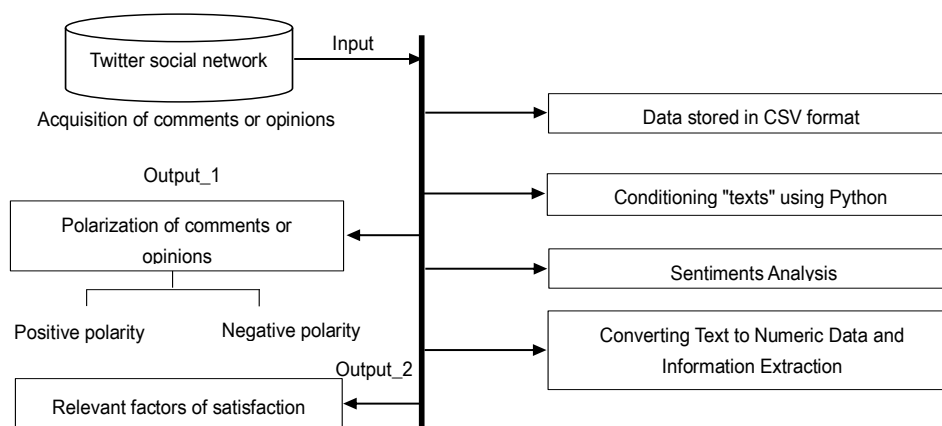 Input
Twitter social network
Acquisition of comments or opinions
Data stored in CSV format
Output_1
Conditioning "texts" using Python
Polarization of comments or
opinions
Sentiments Analysis
Positive polarity
Negative polarity
Converting Text to Numeric Data and
Information Extraction
Output_2
Relevant factors of satisfaction